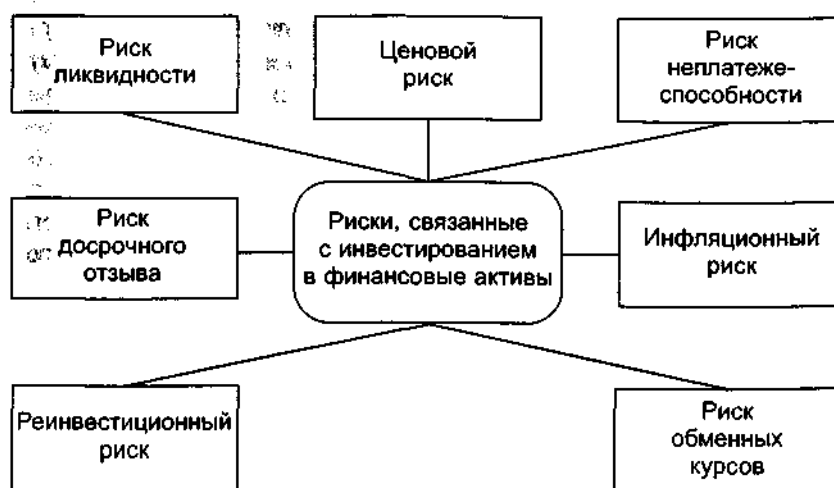 Риск
ликвидности
Ценовой
риск
Риск
неплатеже-
способности
Риск
досрочного
отзыва
Риски, связанные
с инвестированием
в финансовые активы
Инфляционный
риск
Реинвестиционный
риск
Риск
обменных
курсов